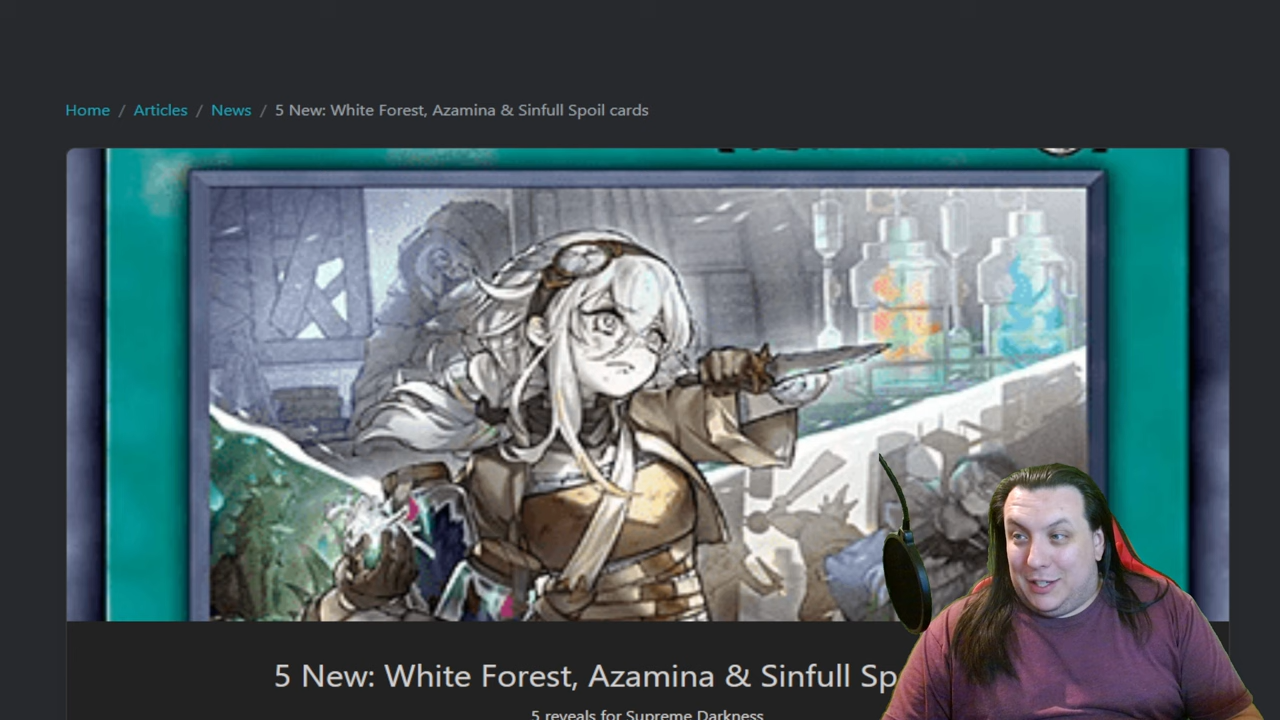 Home / Articles / News / 5 New: White Forest, Azamina & Sinfull Spoil cards
5 New: White Forest, Azamina & Sinfull Sp
5 reveals for Supreme Darkness